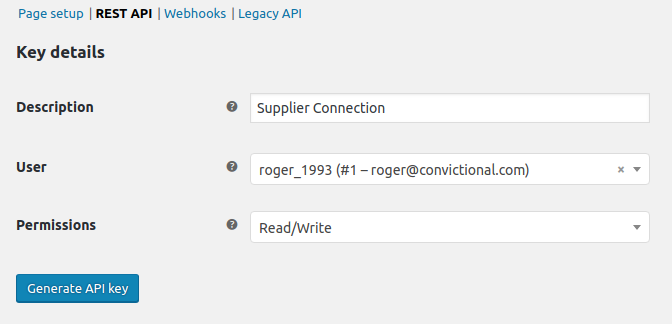 Page setup | REST API | Webhooks | Legacy API
Key details
Description ? Supplier Connection
User ? roger_1993 (#1 – roger@convictional.com) ×
Permissions ? Read/Write
Generate API key